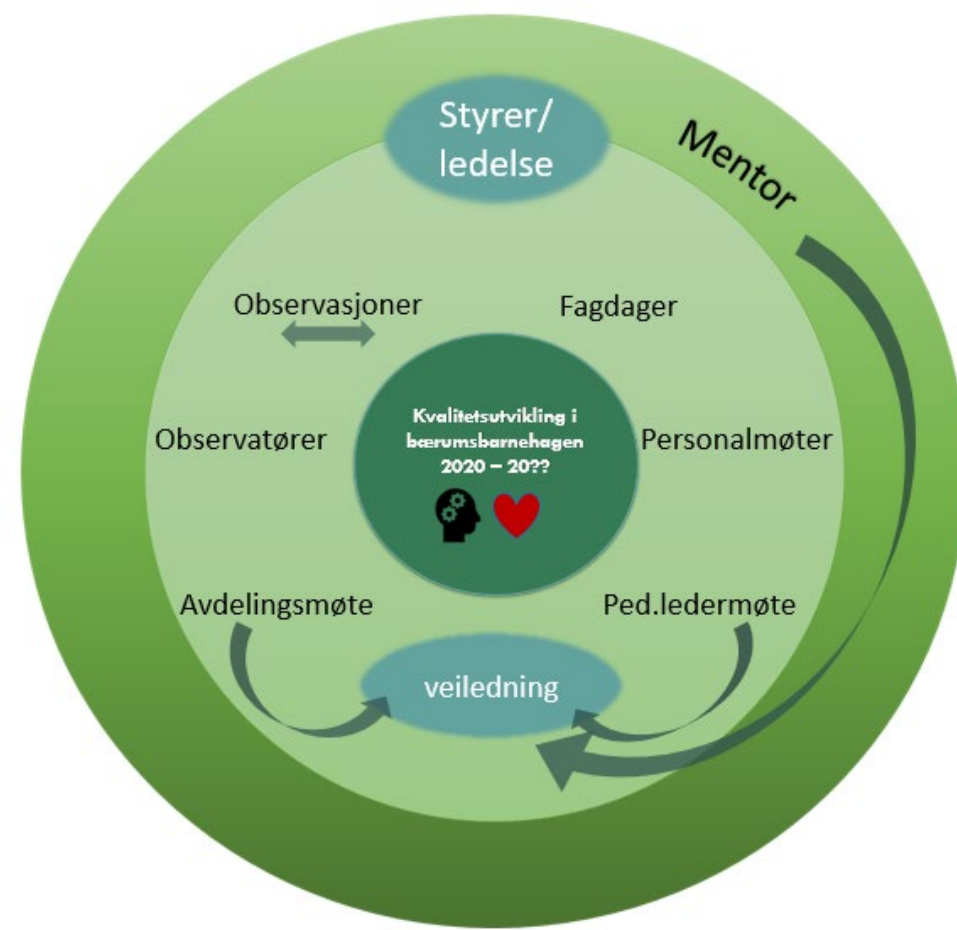 Styrer/
ledelse
Mentor
Observasjoner
Fagdager
Kvalitetsutvikling i
bærumsbarnehagen
2020 – 20??
Observatører
Personalmøter
Avdelingsmøte
Ped.ledermøte
veiledning